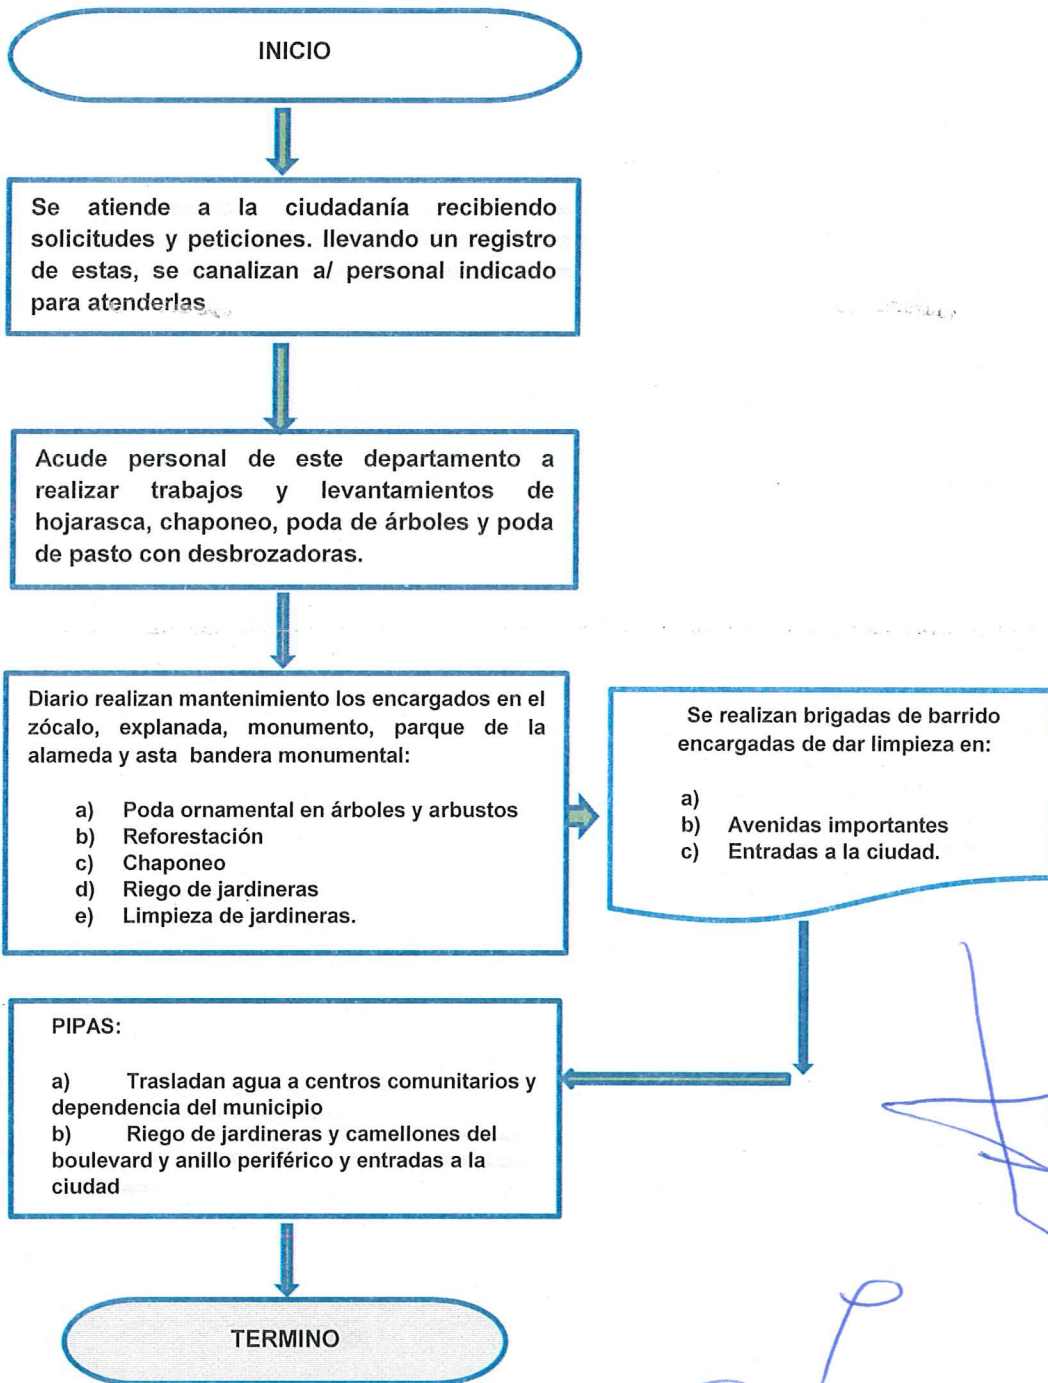 INICIO
Se atiende a la ciudadanía recibiendo
solicitudes y peticiones. llevando un registro
de estas, se canalizan a/ personal indicado
para atenderlas
Acude personal de este departamento a
realizar trabajos y levantamientos de
hojarasca, chaponeo, poda de árboles y poda
de pasto con desbrozadoras.
Diario realizan mantenimiento los encargados en el
zócalo, explanada, monumento, parque de la
alameda y asta bandera monumental:
a) Poda ornamental en árboles y arbustos
b) Reforestación
c) Chaponeo
d) Riego de jardineras
e) Limpieza de jardineras.
Se realizan brigadas de barrido
encargadas de dar limpieza en:
a)
b) Avenidas importantes
c) Entradas a la ciudad.
PIPAS:
a) Trasladan agua a centros comunitarios y
dependencia del municipio
b) Riego de jardineras y camellones del
boulevard y anillo periférico y entradas a la
ciudad
TERMINO